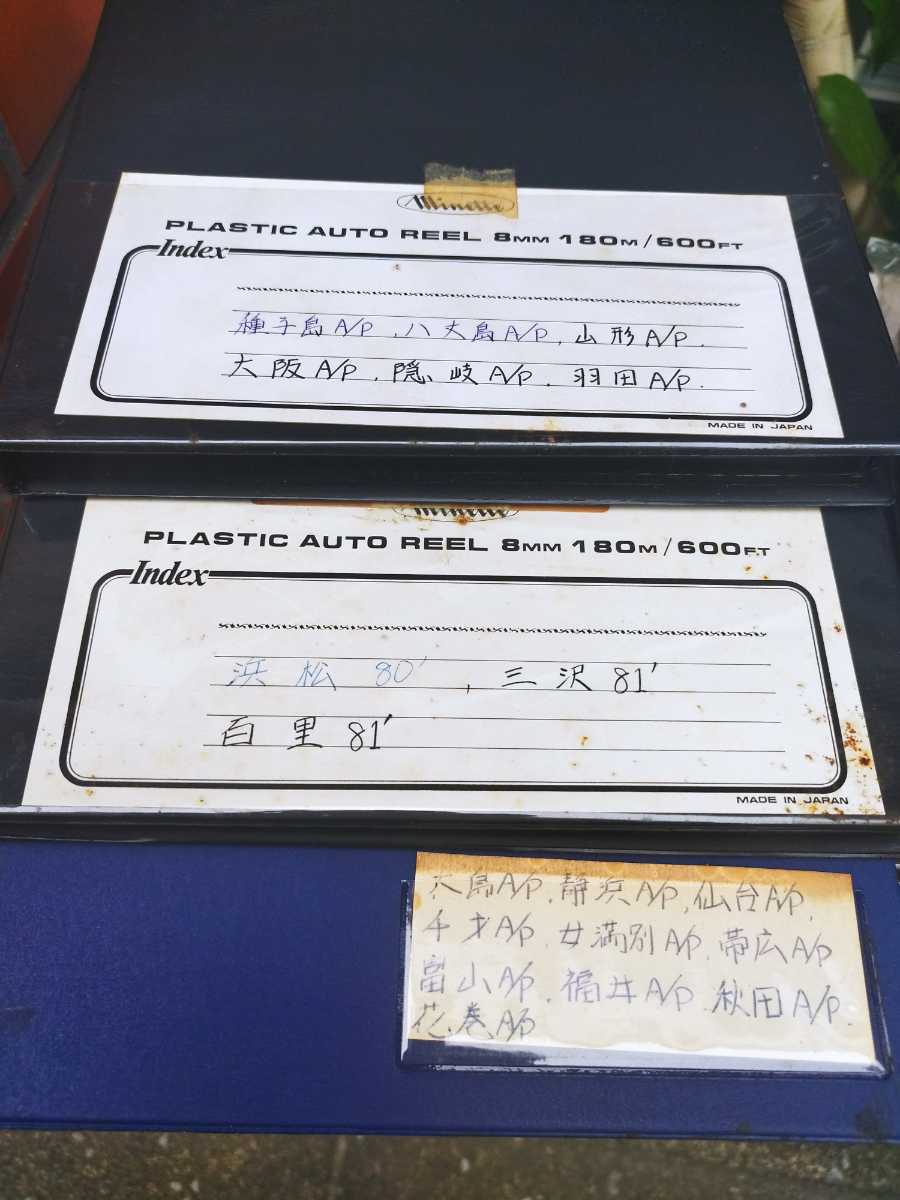 Minette
PLASTIC AUTO REEL 8MM 180M/600FT
Index
種子島A/P, 八丈島A/P, 山形A/P.
大阪A/P, 隠岐A/P. 羽田A/P.
MADE IN JAPAN
minette
PLASTIC AUTO REEL 8MM 180M/600FT
Index
浜松 80', 三沢 81'
百里 81'
MADE IN JAPAN
大島A/P, 静浜A/P, 仙台A/P,
千才A/P, 女満別A/P, 帯広A/P
富山A/P, 福井A/P, 秋田A/P.
花巻A/P